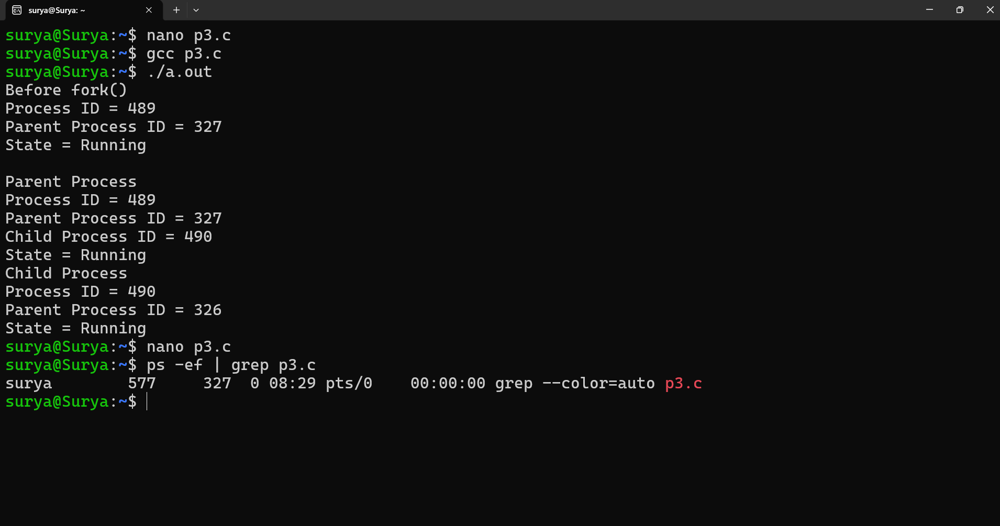 surya@Surya: ~
surya@Surya:~$ nano p3.c
surya@Surya:~$ gcc p3.c
surya@Surya:~$ ./a.out
Before fork()
Process ID = 489
Parent Process ID = 327
State = Running

Parent Process
Process ID = 489
Parent Process ID = 327
Child Process ID = 490
State = Running
Child Process
Process ID = 490
Parent Process ID = 326
State = Running
surya@Surya:~$ nano p3.c
surya@Surya:~$ ps -ef | grep p3.c
surya        577     327  0 08:29 pts/0    00:00:00 grep --color=auto p3.c
surya@Surya:~$